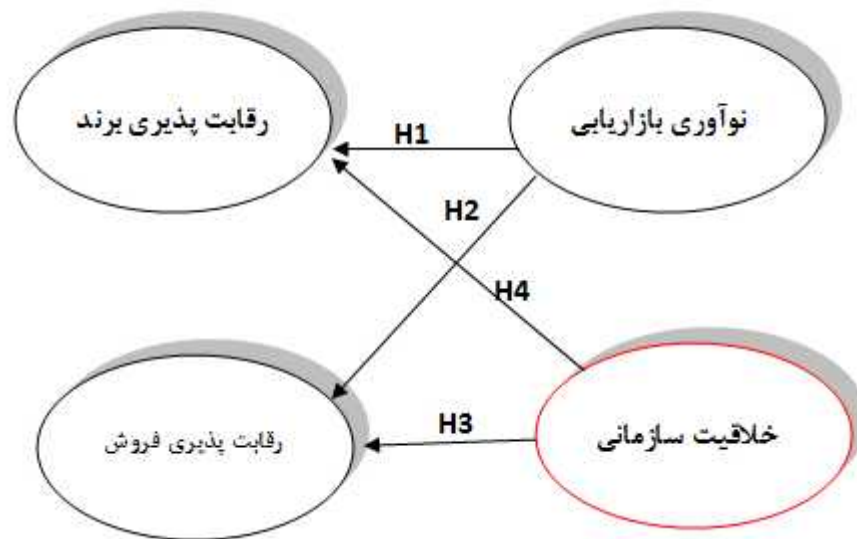 نوآوری بازاریابی
رقابت پذیری برند
H1
H2
H4
خلاقیت سازمانی
رقابت پذیری فروش
H3